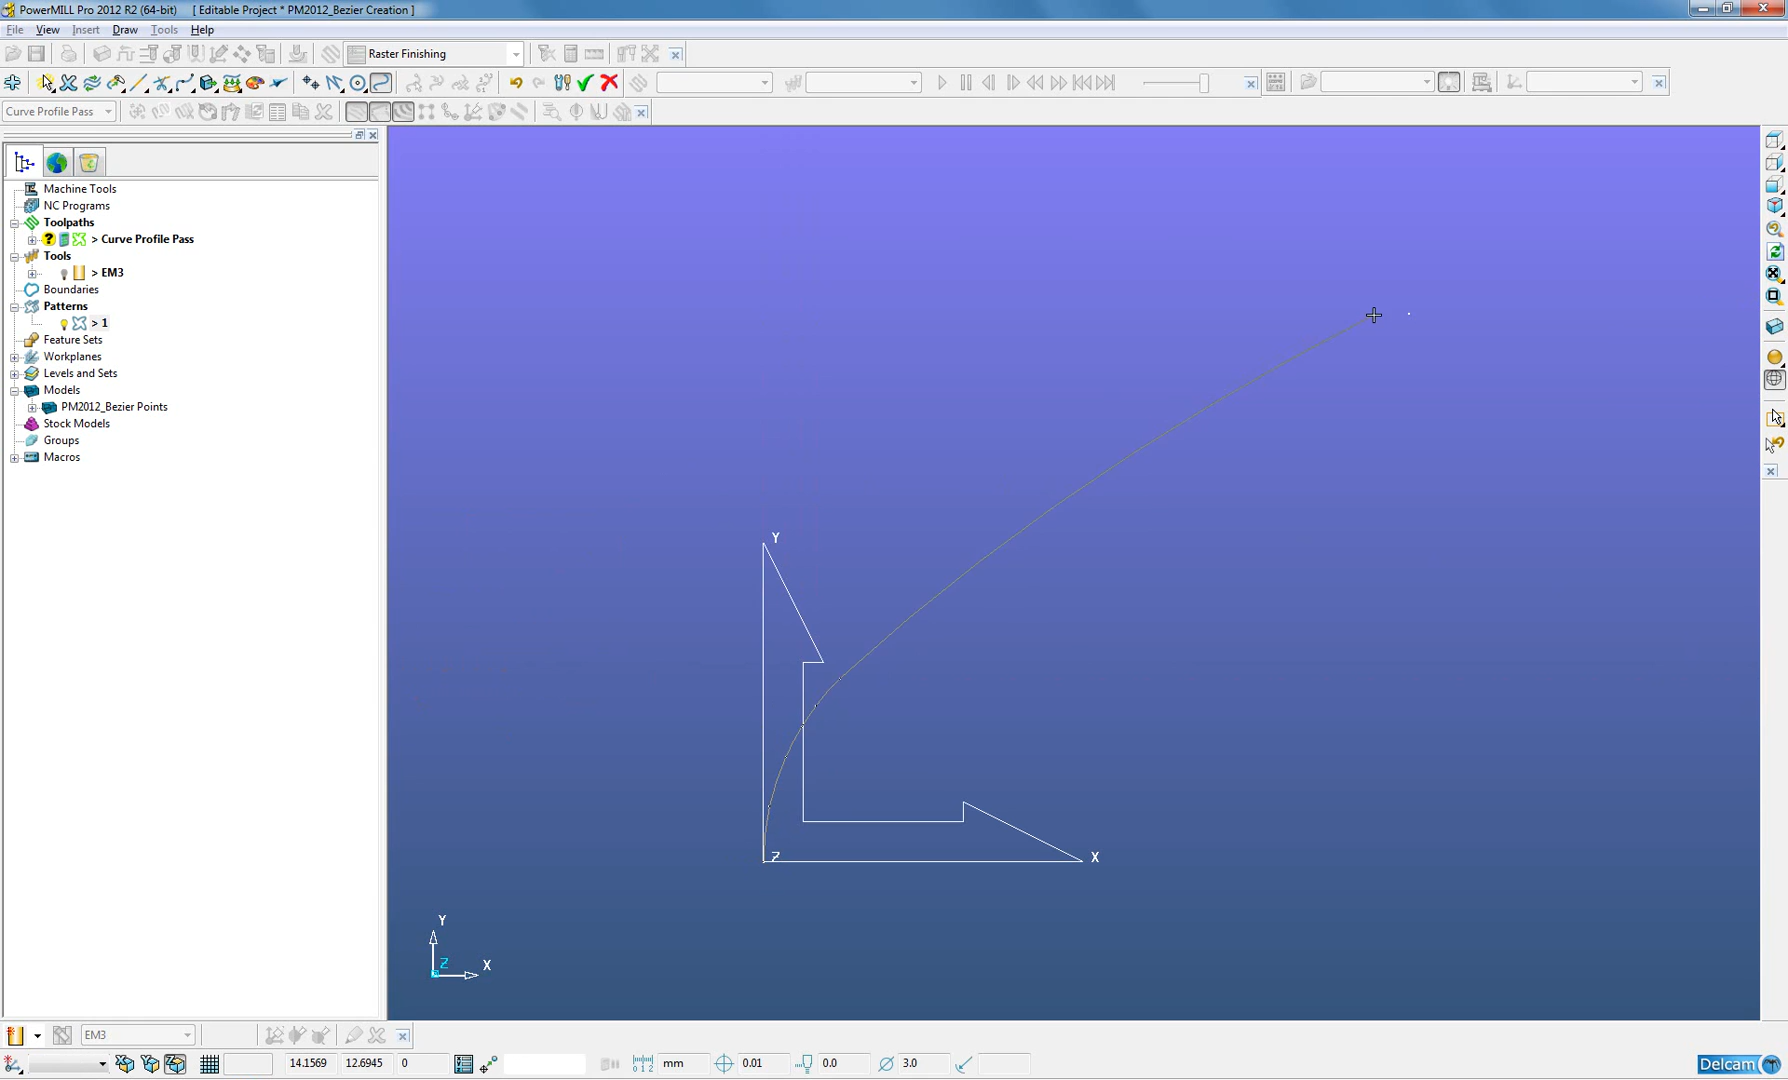 PowerMILL Pro 2012 R2 (64-bit) [ Editable Project * PM2012_Bezier Creation ]
File View Insert Draw Tools Help
Raster Finishing
Curve Profile Pass
Machine Tools
NC Programs
Toolpaths
> Curve Profile Pass
Tools
> EM3
Boundaries
Patterns
> 1
Feature Sets
Workplanes
Levels and Sets
Models
PM2012_Bezier Points
Stock Models
Groups
Macros
Y
Z
X
Y
Z
X
EM3
14.1569 12.6945 0 mm 0.01 0.0 3.0
Delcam